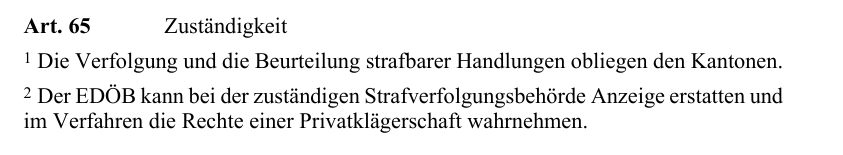 Art. 65 Zuständigkeit
1 Die Verfolgung und die Beurteilung strafbarer Handlungen obliegen den Kantonen.
2 Der EDÖB kann bei der zuständigen Strafverfolgungsbehörde Anzeige erstatten und
im Verfahren die Rechte einer Privatklägerschaft wahrnehmen.